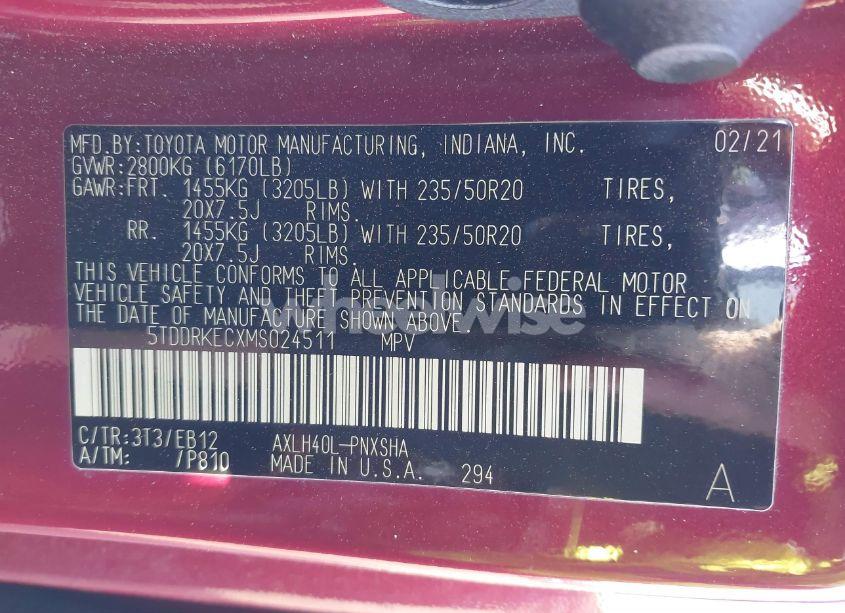 MFD.BY:TOYOTA MOTOR MANUFACTURING, INDIANA, INC. 02/21
GVWR:2800KG (6170LB)
GAWR:FRT. 1455KG (3205LB) WITH 235/50R20 TIRES,
20X7.5J RIMS.
RR. 1455KG (3205LB) WITH 235/50R20 TIRES,
20X7.5J RIMS.
THIS VEHICLE CONFORMS TO ALL APPLICABLE FEDERAL MOTOR
VEHICLE SAFETY AND THEFT PREVENTION STANDARDS IN EFFECT ON
THE DATE OF MANUFACTURE SHOWN ABOVE.
wheelwise
5TDDRKECXMS024511 MPV
C/TR:3T3/EB12 AXLH40L-PNXSHA
A/TM: /P810 MADE IN U.S.A. 294
A